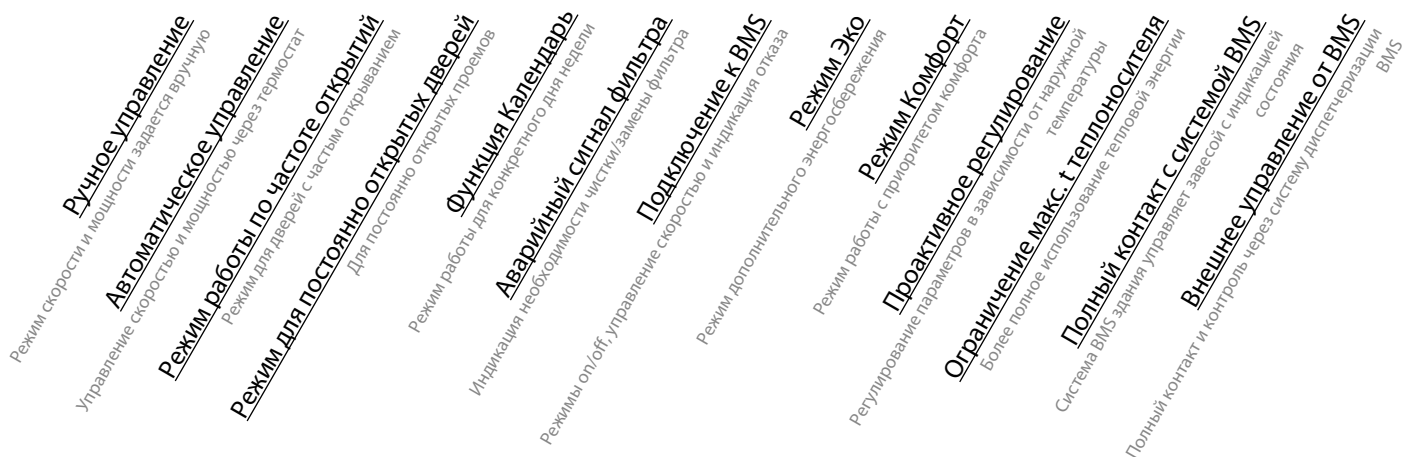 Ручное управление
Режим скорости и мощности задается вручную
Автоматическое управление
Управление скоростью и мощностью через термостат
Режим работы по частоте открытий
Режим для дверей с частым открыванием
Режим для постоянно открытых дверей
Для постоянно открытых проемов
Функция Календарь
Режим работы для конкретного дня недели
Аварийный сигнал фильтра
Индикация необходимости чистки/замены фильтра
Подключение к BMS
Режимы on/off, управление скоростью и индикация отказа
Режим Эко
Режим дополнительного энергосбережения
Режим Комфорт
Режим работы с приоритетом комфорта
Проактивное регулирование
Регулирование параметров в зависимости от наружной
температуры
Ограничение макс. t теплоносителя
Более полное использование тепловой энергии
Полный контакт с системой BMS
Система BMS здания управляет завесой с индикацией
состояния
Внешнее управление от BMS
Полный контакт и контроль через систему диспетчеризации
BMS